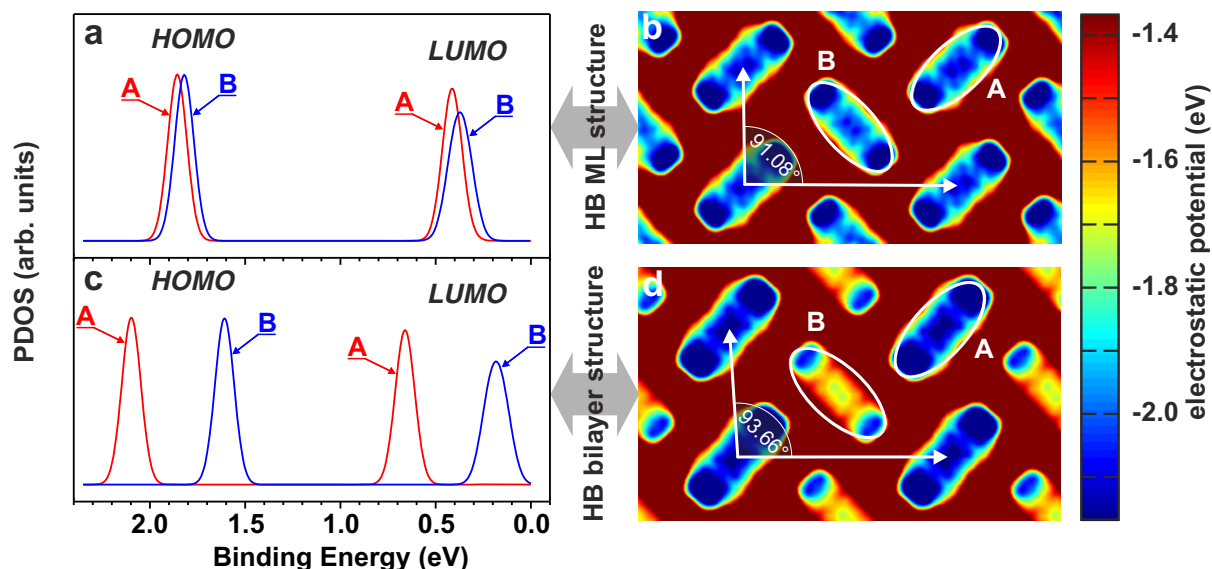 a
HOMO
LUMO
A
B
A
B
c
HOMO
LUMO
A
B
A
B
2.0
1.5
1.0
0.5
0.0
Binding Energy (eV)
PDOS (arb. units)
HB ML structure
HB bilayer structure
b
B
A
91.08°
d
B
A
93.66°
-1.4
-1.6
-1.8
-2.0
electrostatic potential (eV)